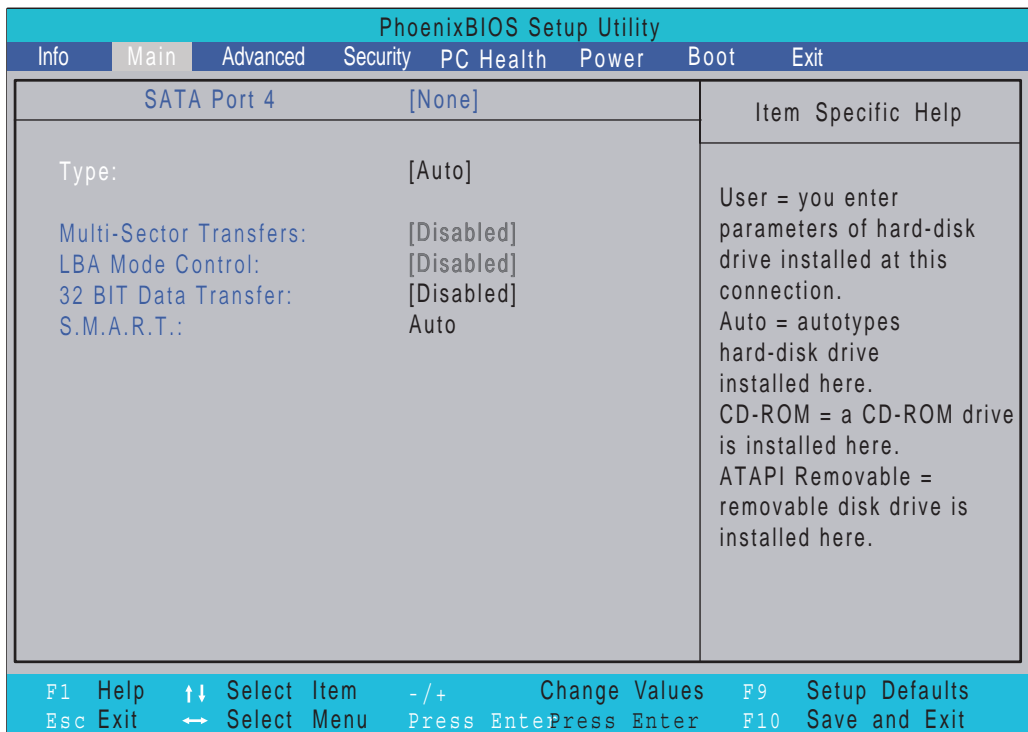 PhoenixBIOS Setup Utility
Info Main Advanced Security PC Health Power Boot Exit
SATA Port 4 [None]
Item Specific Help
Type: [Auto]
Multi-Sector Transfers: [Disabled]
LBA Mode Control: [Disabled]
32 BIT Data Transfer: [Disabled]
S.M.A.R.T.: Auto
User = you enter
parameters of hard-disk
drive installed at this
connection.
Auto = autotypes
hard-disk drive
installed here.
CD-ROM = a CD-ROM drive
is installed here.
ATAPI Removable =
removable disk drive is
installed here.
F1 Help ↑↓ Select Item -/+ Change Values F9 Setup Defaults
Esc Exit ↔ Select Menu Press Enter Press Enter F10 Save and Exit